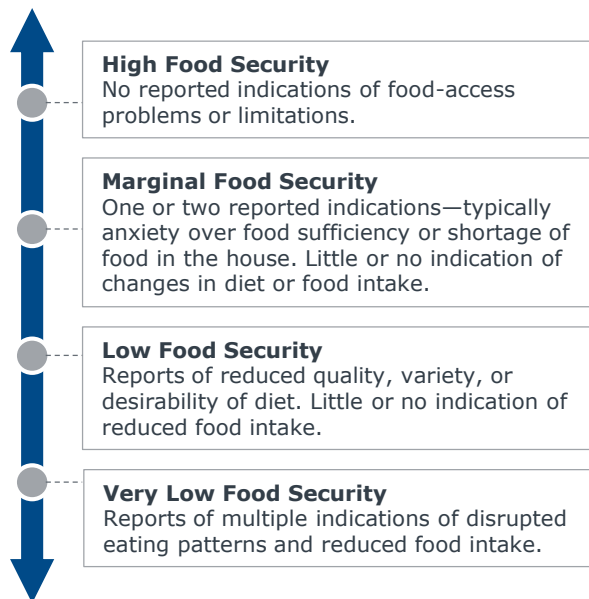 High Food Security
No reported indications of food-access
problems or limitations.
Marginal Food Security
One or two reported indications—typically
anxiety over food sufficiency or shortage of
food in the house. Little or no indication of
changes in diet or food intake.
Low Food Security
Reports of reduced quality, variety, or
desirability of diet. Little or no indication of
reduced food intake.
Very Low Food Security
Reports of multiple indications of disrupted
eating patterns and reduced food intake.